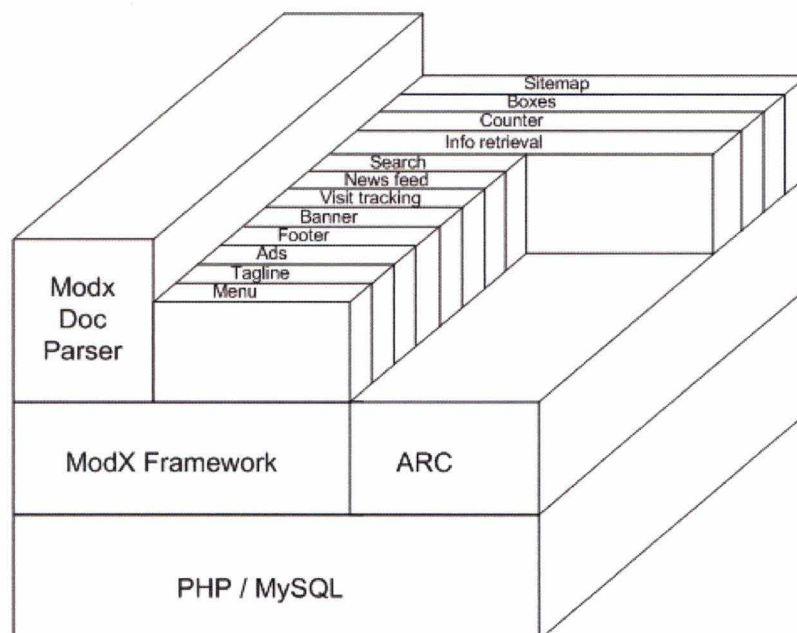 Sitemap
Boxes
Counter
Info retrieval
Search
News feed
Visit tracking
Banner
Footer
Ads
Tagline
Menu
Modx
Doc
Parser
ModX Framework
ARC
PHP / MySQL